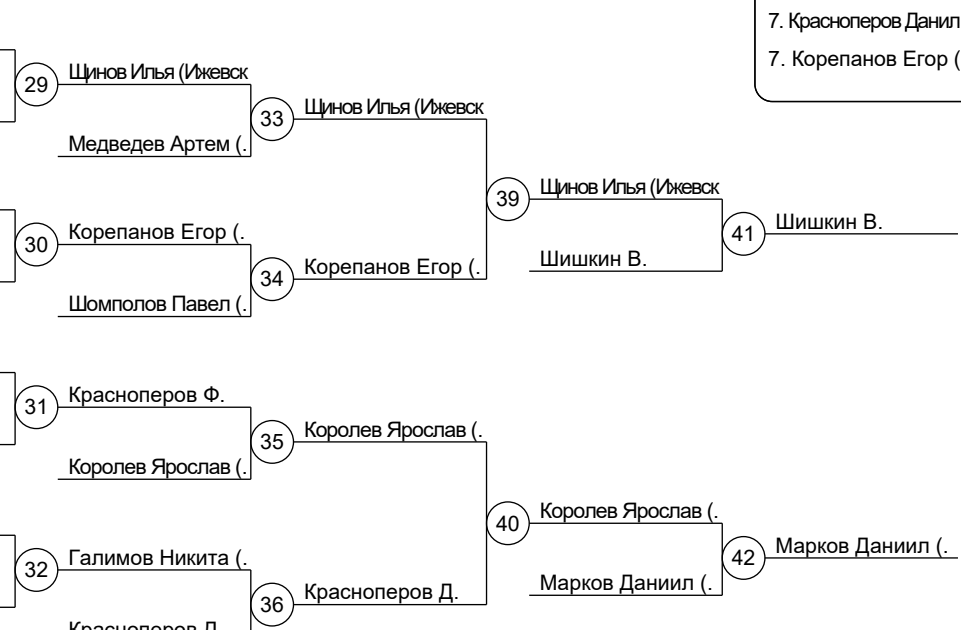 7. Красноперов Данил
7. Корепанов Егор (
29
Щинов Илья (Ижевск
Медведев Артем (.
33
Щинов Илья (Ижевск
30
Корепанов Егор (.
Шомполов Павел (.
34
Корепанов Егор (.
39
Щинов Илья (Ижевск
Шишкин В.
41
Шишкин В.
31
Красноперов Ф.
Королев Ярослав (.
35
Королев Ярослав (.
32
Галимов Никита (.
Красноперов Д.
36
Красноперов Д.
40
Королев Ярослав (.
Марков Даниил (.
42
Марков Даниил (.